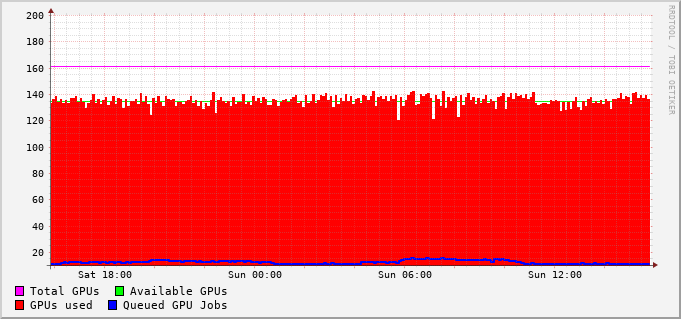 200
180
160
140
120
100
80
60
40
20
Sat 18:00 Sun 00:00 Sun 06:00 Sun 12:00
Total GPUs Available GPUs
GPUs used Queued GPU Jobs
RRDTOOL / TOBI OETIKER